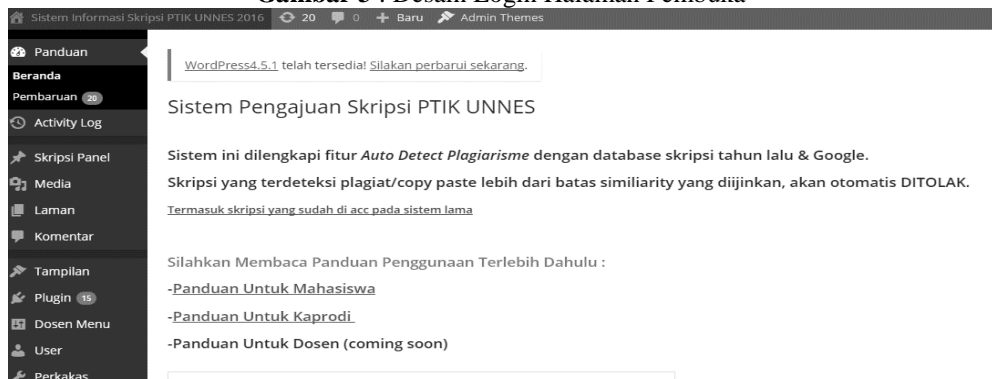 Gambar 5 . Desain Login Halaman Pembuka
Sistem Informasi Skripsi PTIK UNNES 2016 20 0 + Baru Admin Themes
Panduan
Beranda
Pembaruan 20
Activity Log
Skripsi Panel
Media
Laman
Komentar
Tampilan
Plugin 15
Dosen Menu
User
Perkakas
WordPress4.5.1 telah tersedia! Silakan perbarui sekarang.
Sistem Pengajuan Skripsi PTIK UNNES
Sistem ini dilengkapi fitur Auto Detect Plagiarisme dengan database skripsi tahun lalu & Google.
Skripsi yang terdeteksi plagiat/copy paste lebih dari batas similiarity yang diijinkan, akan otomatis DITOLAK.
Termasuk skripsi yang sudah di acc pada sistem lama
Silahkan Membaca Panduan Penggunaan Terlebih Dahulu :
-Panduan Untuk Mahasiswa
-Panduan Untuk Kaprodi
-Panduan Untuk Dosen (coming soon)